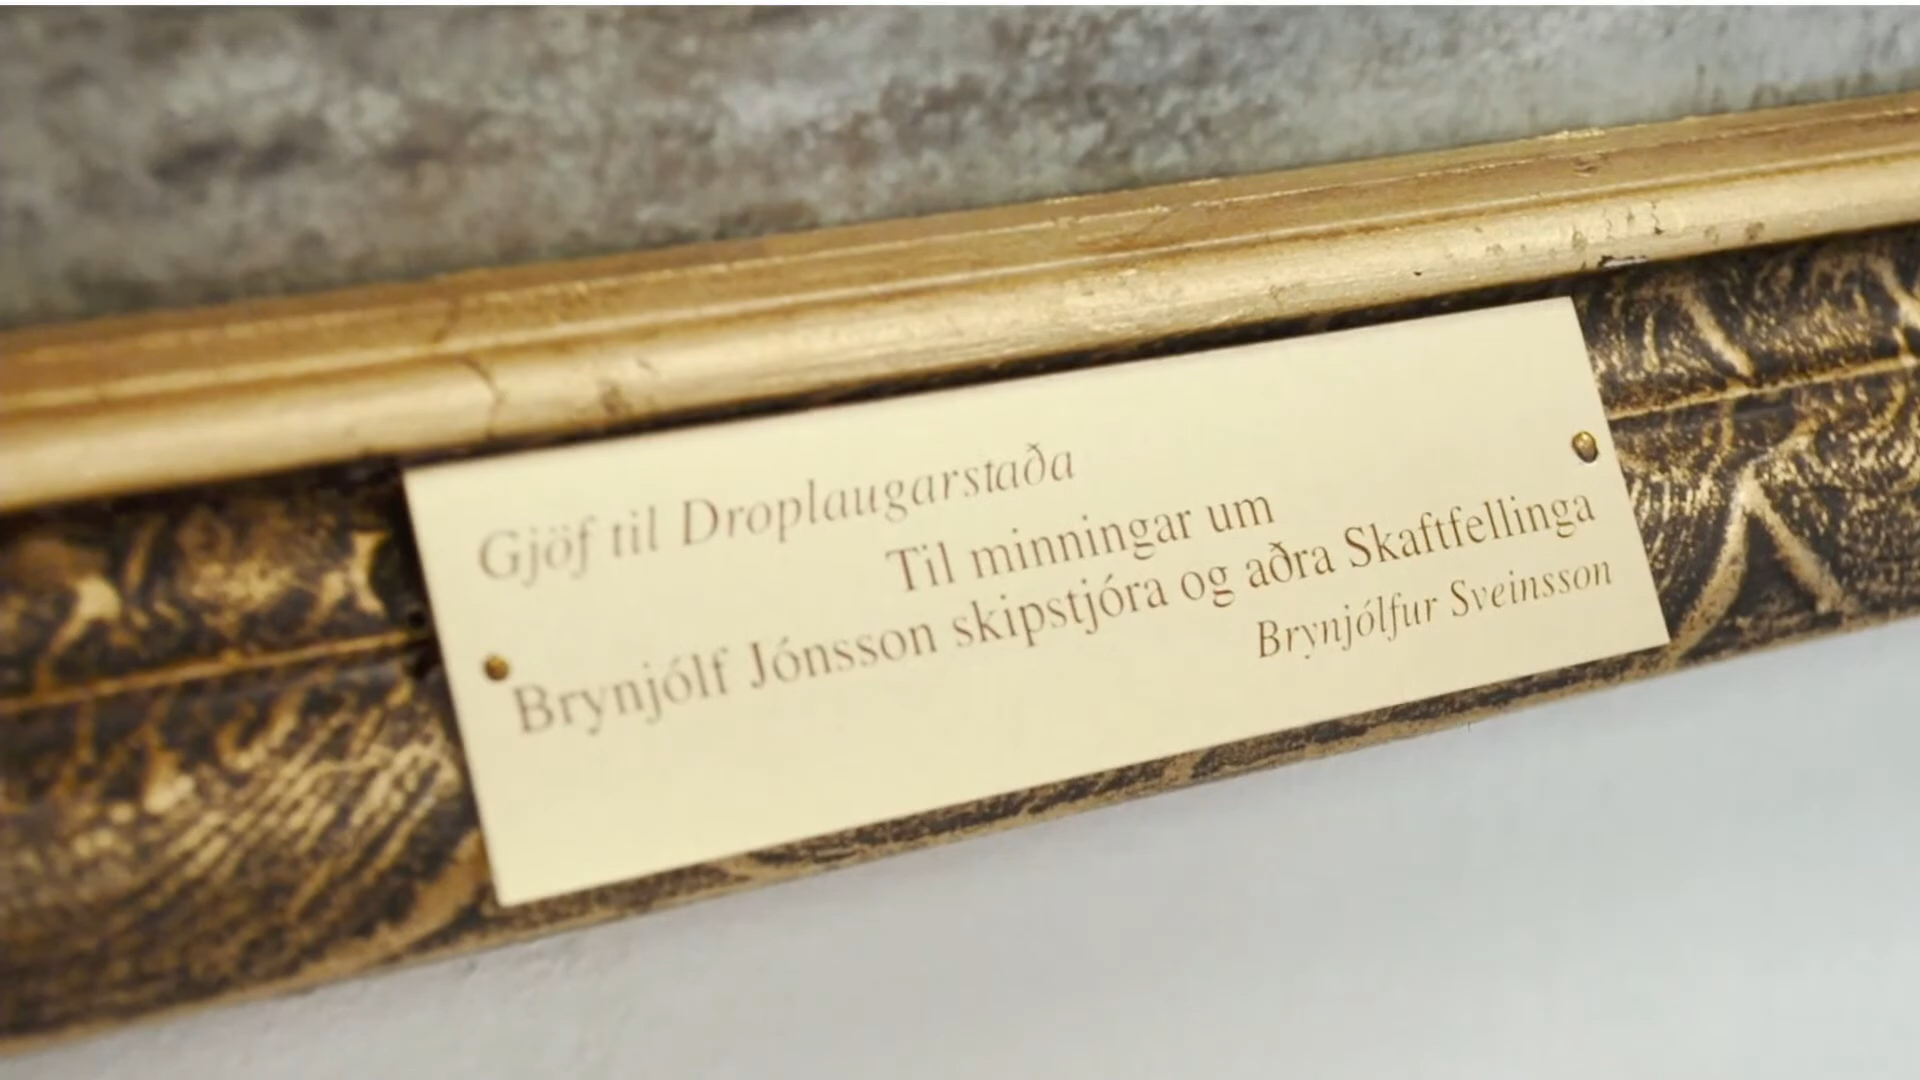 Gjöf til Droplaugarstaða
Til minningar um
Brynjólf Jónsson skipstjóra og aðra Skaftfellinga
Brynjólfur Sveinsson